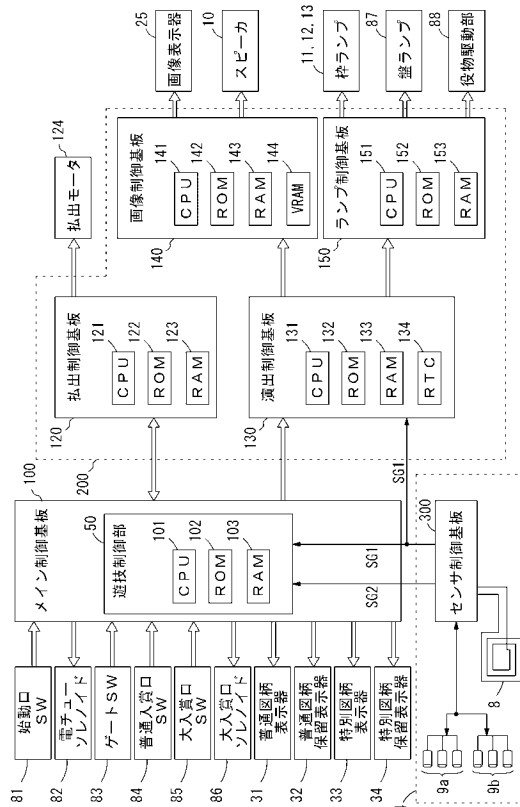 81
始動口
SW
82
電チュー
ソレノイド
83
ゲートSW
84
普通入賞口
SW
85
大入賞口
SW
86
大入賞口
ソレノイド
31
普通図柄
表示器
32
普通図柄
保留表示器
33
特別図柄
表示器
34
特別図柄
保留表示器
100
メイン制御基板
50
遊技制御部
101
CPU
102
ROM
103
RAM
SG2
SG1
SG1
200
120
払出制御基板
121
CPU
122
ROM
123
RAM
払出モータ
124
130
演出制御基板
131
CPU
132
ROM
133
RAM
134
RTC
140
画像制御基板
141
CPU
142
ROM
143
RAM
144
VRAM
150
ランプ制御基板
151
CPU
152
ROM
153
RAM
画像表示器
25
スピーカ
10
枠ランプ
11, 12, 13
盤ランプ
87
役物駆動部
88
センサ制御基板
300
8
9a
9b